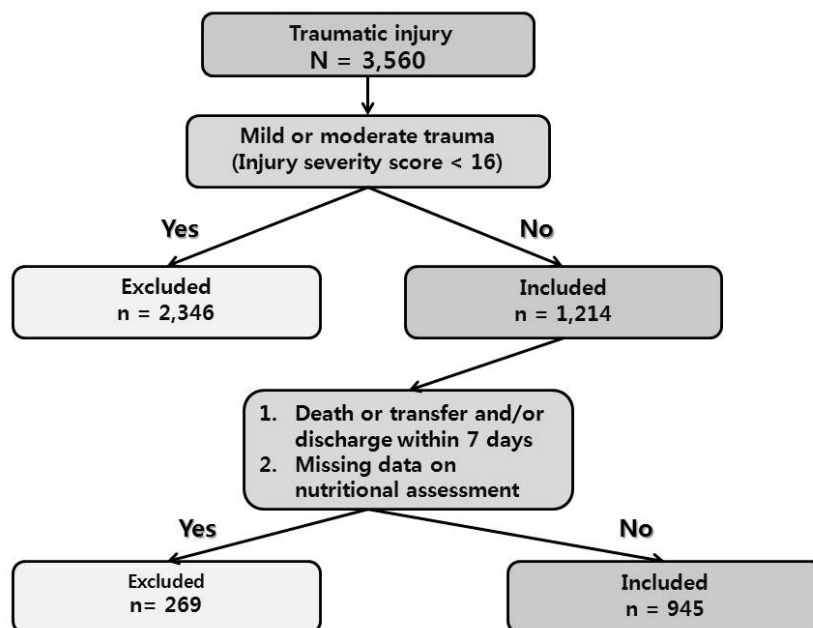 Traumatic injury
N = 3,560
Mild or moderate trauma
(Injury severity score < 16)
Yes
No
Excluded
n = 2,346
Included
n = 1,214
1. Death or transfer and/or
discharge within 7 days
2. Missing data on
nutritional assessment
Yes
No
Excluded
n= 269
Included
n = 945